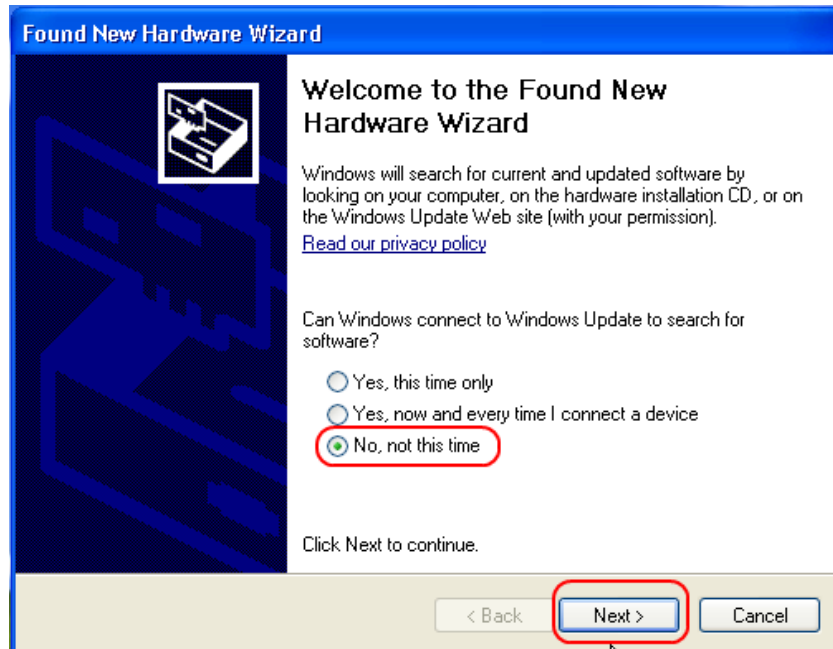 Found New Hardware Wizard
Welcome to the Found New
Hardware Wizard
Windows will search for current and updated software by
looking on your computer, on the hardware installation CD, or on
the Windows Update Web site (with your permission).
Read our privacy policy
Can Windows connect to Windows Update to search for
software?
Yes, this time only
Yes, now and every time I connect a device
No, not this time
Click Next to continue.
< Back Next > Cancel